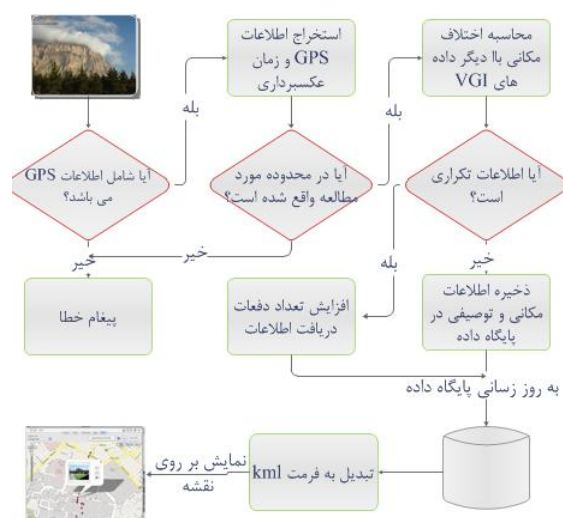 استخراج اطلاعات
GPS و زمان
عکسبرداری
محاسبه اختلاف
مکانی باا دیگر داده
های VGI
بله
بله
آیا شامل اطلاعات GPS
می باشد؟
آیا در محدوده مورد
مطالعه واقع شده است؟
آیا اطلاعات تکراری
است؟
خیر
خیر
بله
خیر
پیغام خطا
افزایش تعداد دفعات
دریافت اطلاعات
ذخیره اطلاعات
مکانی و توصیفی در
پایگاه داده
به روز زسانی پایگاه داده
تبدیل به فرمت kml
نمایش بر روی
نقشه